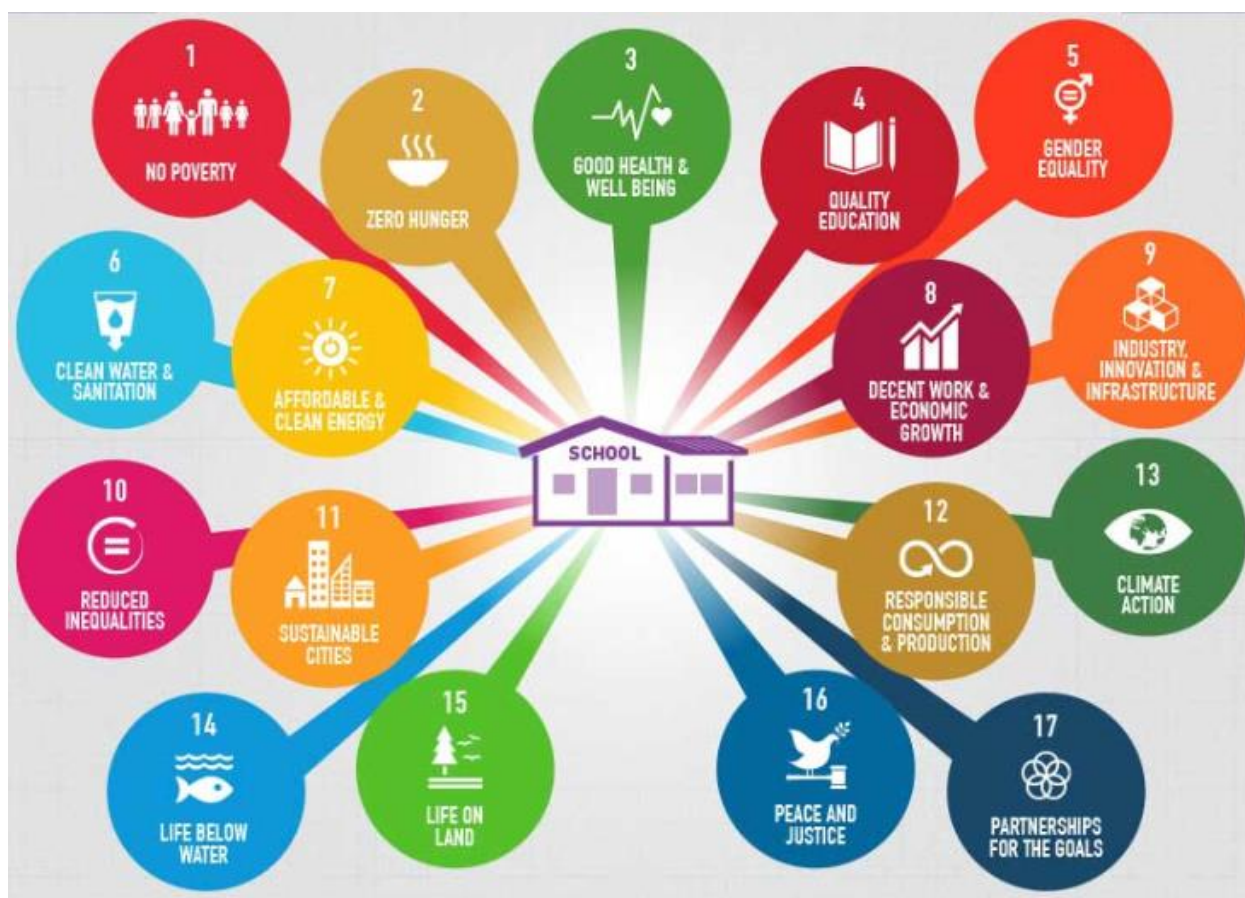 1
NO POVERTY
2
ZERO HUNGER
3
GOOD HEALTH &
WELL BEING
4
QUALITY
EDUCATION
5
GENDER
EQUALITY
6
CLEAN WATER &
SANITATION
7
AFFORDABLE &
CLEAN ENERGY
8
DECENT WORK &
ECONOMIC
GROWTH
9
INDUSTRY,
INNOVATION &
INFRASTRUCTURE
SCHOOL
10
REDUCED
INEQUALITIES
11
SUSTAINABLE
CITIES
12
RESPONSIBLE
CONSUMPTION
& PRODUCTION
13
CLIMATE
ACTION
14
LIFE BELOW
WATER
15
LIFE ON
LAND
16
PEACE AND
JUSTICE
17
PARTNERSHIPS
FOR THE GOALS